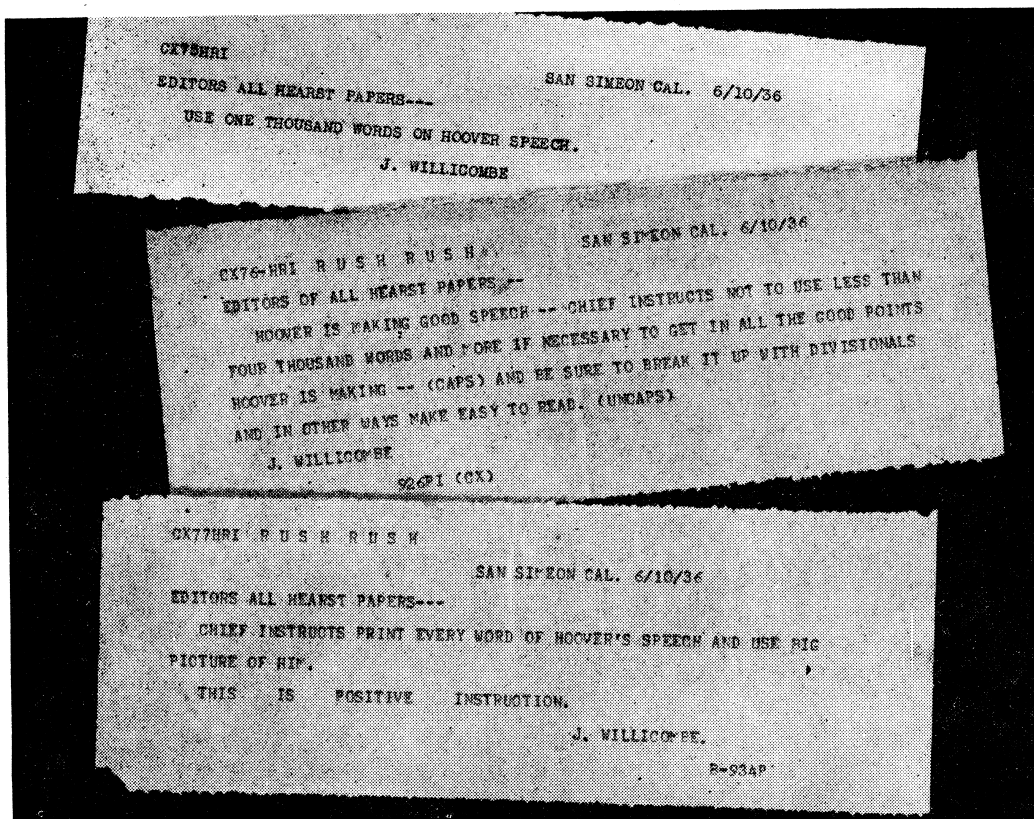 CX75HRI
SAN SIMEON CAL. 6/10/36
EDITORS ALL HEARST PAPERS---
USE ONE THOUSAND WORDS ON HOOVER SPEECH.
J. WILLICOMBE
CX76-HRI R U S H R U S H
SAN SIMEON CAL. 6/10/36
EDITORS OF ALL HEARST PAPERS --
HOOVER IS MAKING GOOD SPEECH -- CHIEF INSTRUCTS NOT TO USE LESS THAN
FOUR THOUSAND WORDS AND MORE IF NECESSARY TO GET IN ALL THE GOOD POINTS
HOOVER IS MAKING -- (CAPS) AND BE SURE TO BREAK IT UP WITH DIVISIONALS
AND IN OTHER WAYS MAKE EASY TO READ. (UNCAPS)
J. WILLICOMBE
926PI (CX)
CX77HRI R U S H R U S H
SAN SIMEON CAL. 6/10/36
EDITORS ALL HEARST PAPERS---
CHIEF INSTRUCTS PRINT EVERY WORD OF HOOVER'S SPEECH AND USE BIG
PICTURE OF HIM.
THIS IS POSITIVE INSTRUCTION.
J. WILLICOMBE.
B-934P